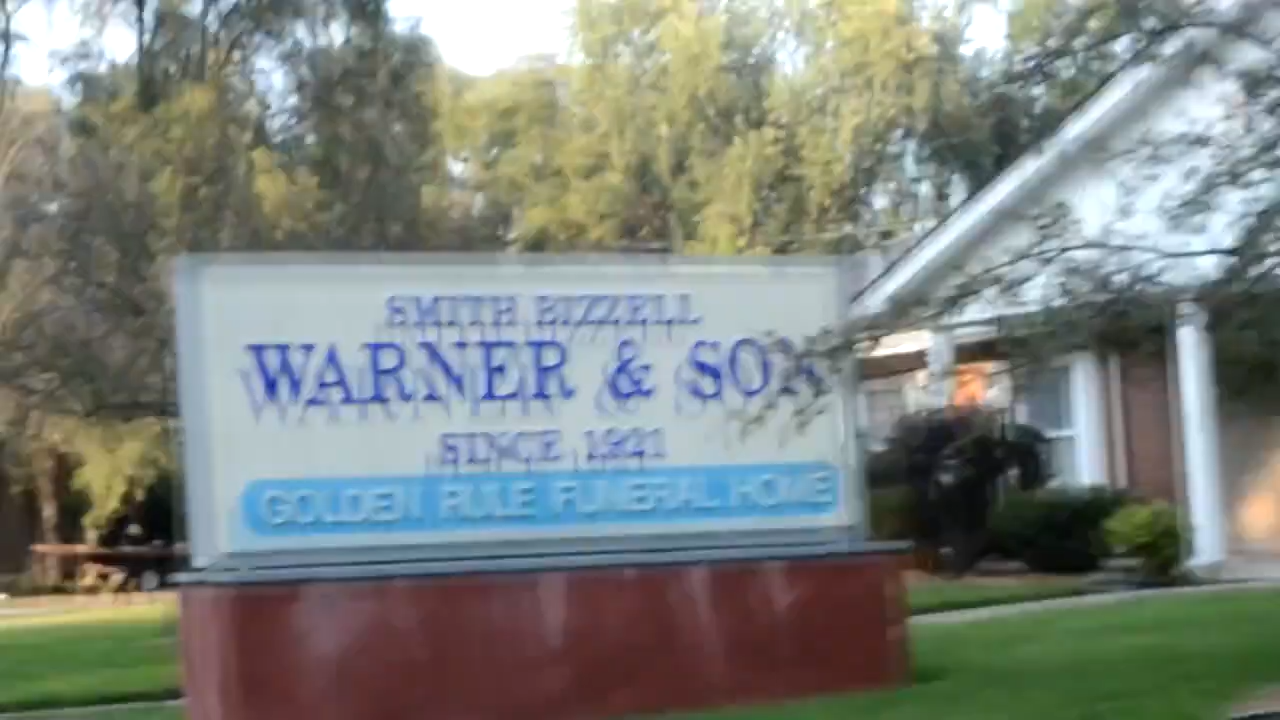 SMITH BIZZELL
WARNER & SON
SINCE 1921
GOLDEN RULE FUNERAL HOME